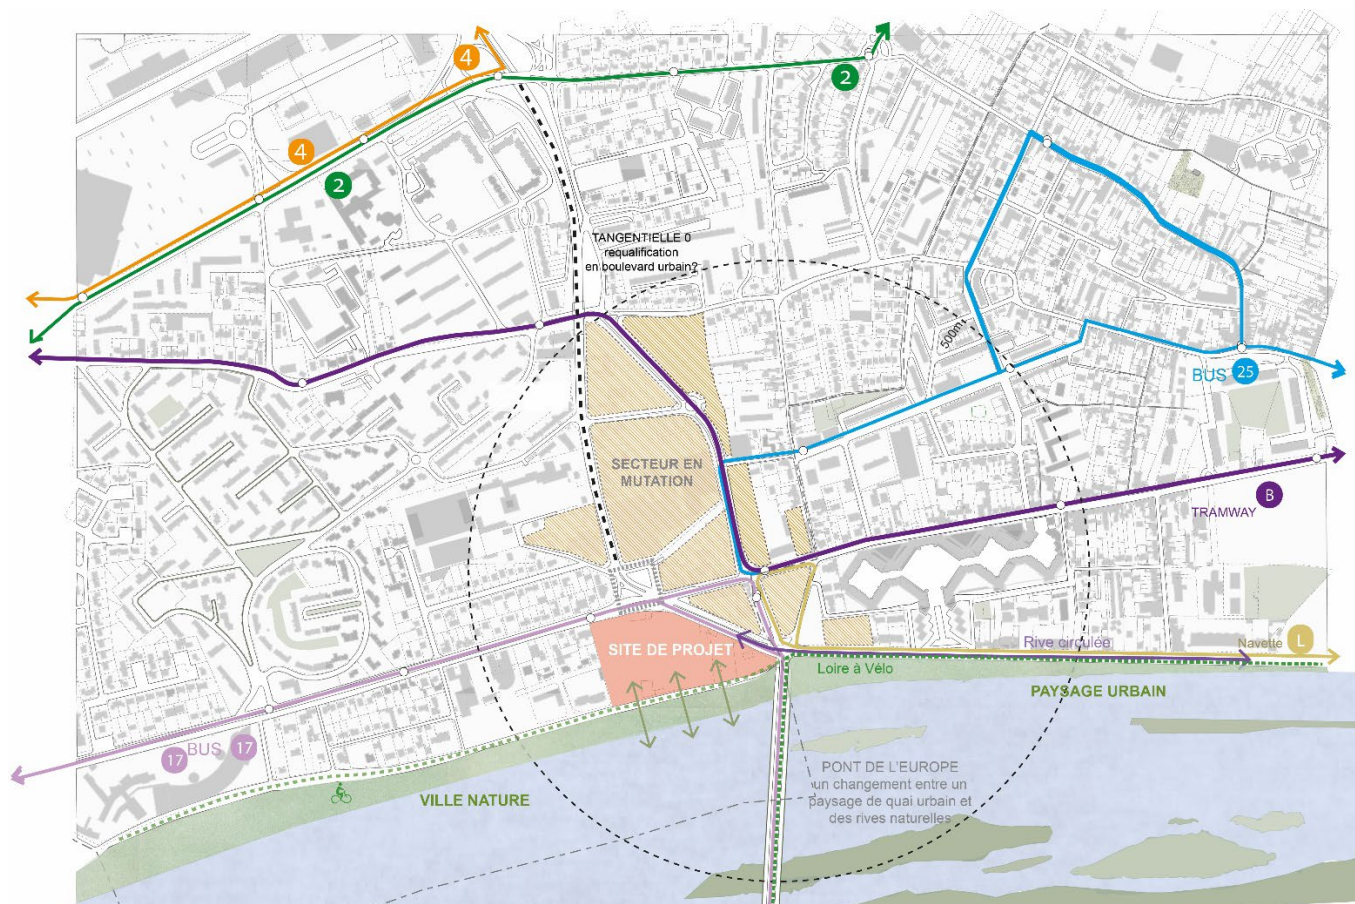 4
2
4
2
TANGENTIELLE 0
requalification
en boulevard urbain?
500m
BUS 25
SECTEUR EN
MUTATION
TRAMWAY B
SITE DE PROJET
Rive circulée
Navette L
Loire à Vélo
PAYSAGE URBAIN
17 BUS 17
VILLE NATURE
PONT DE L'EUROPE
un changement entre un
paysage de quai urbain et
des rives naturelles